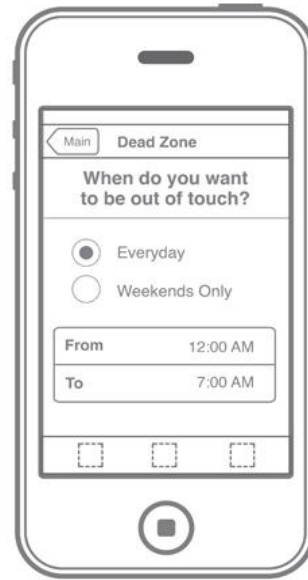 Main Dead Zone
When do you want
to be out of touch?
Everyday
Weekends Only
From 12:00 AM
To 7:00 AM